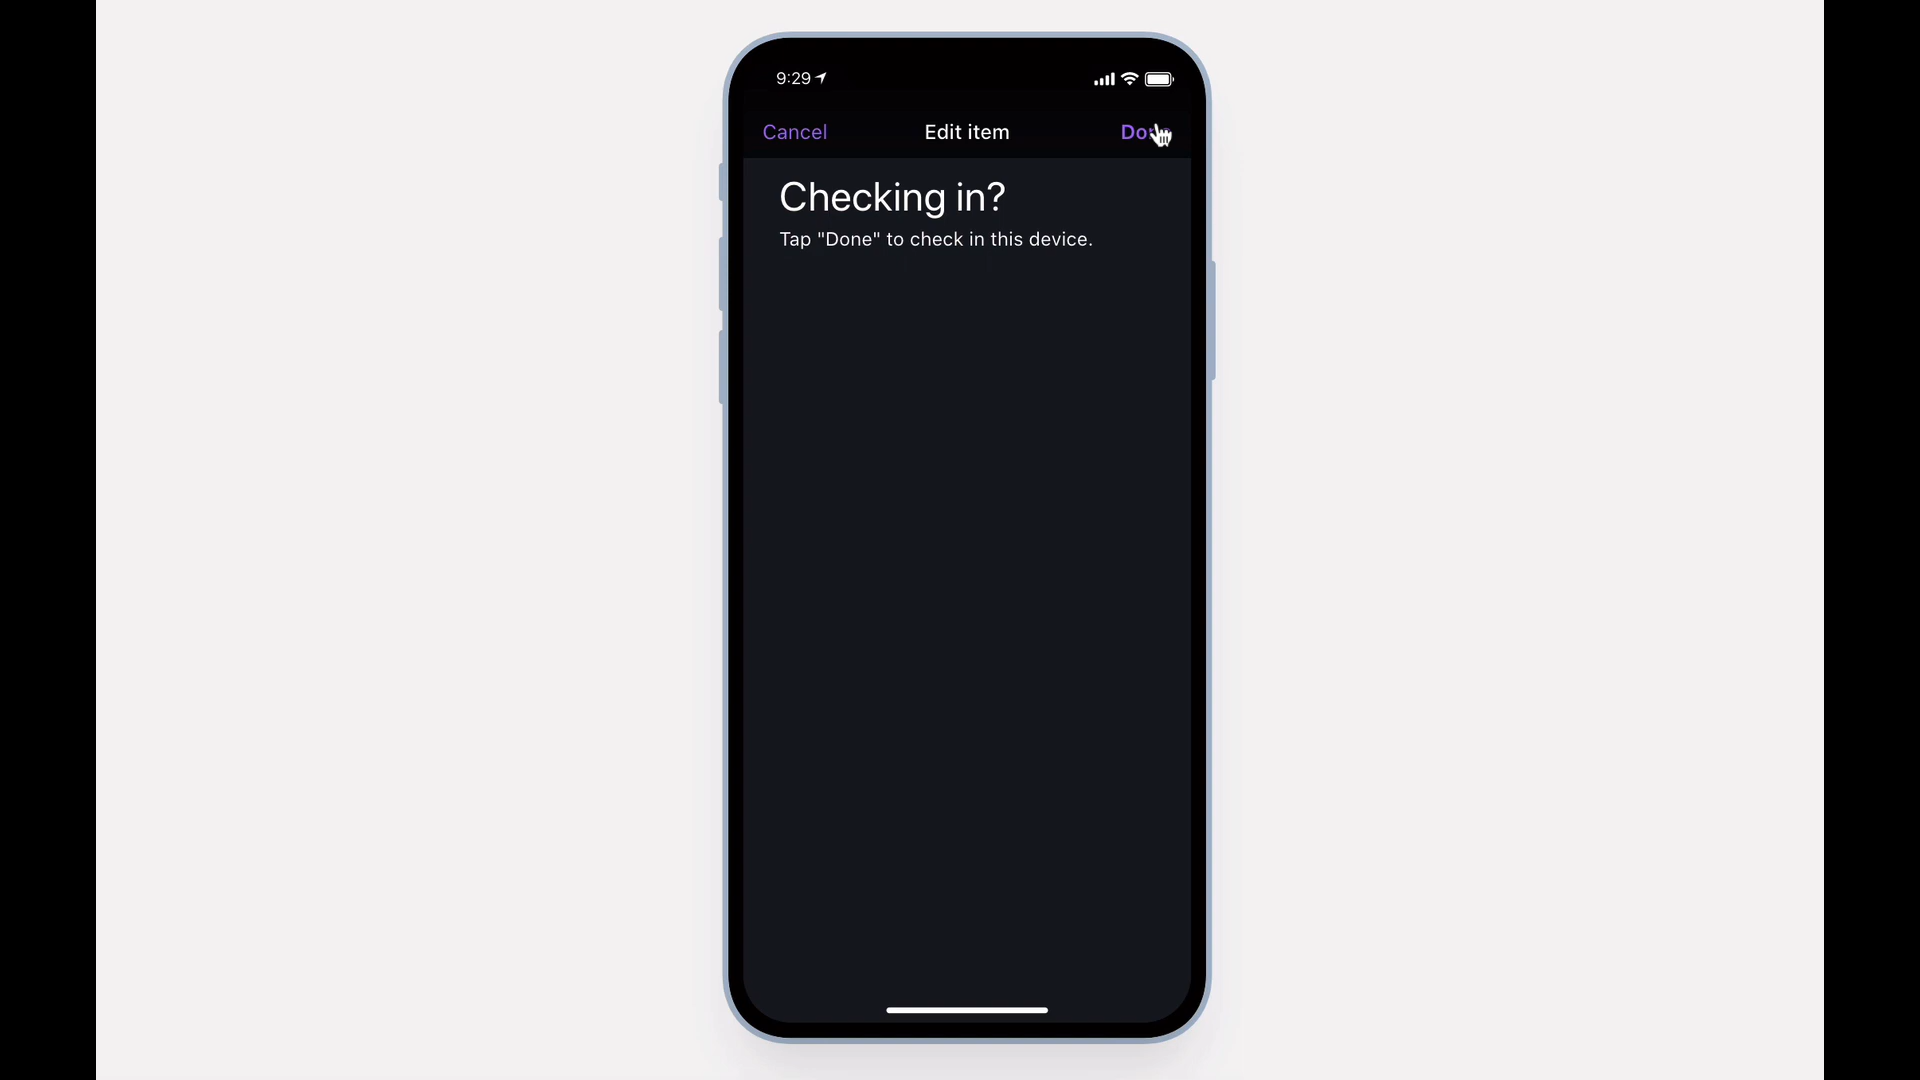 9:29
Cancel Edit item
Checking in?
Tap "Done" to check in this device.